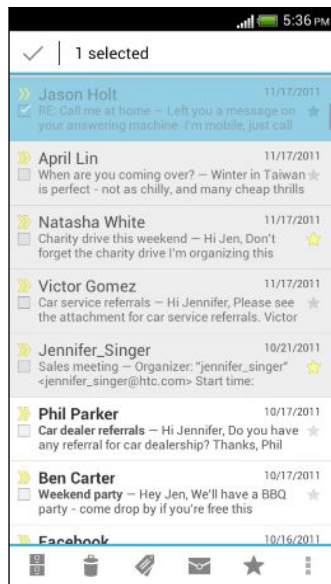 5:36 PM
1 selected
Jason Holt 11/17/2011
RE: Call me at home – Left you a message on
your answering machine. I'm mobile, just call
April Lin 11/17/2011
When are you coming over? – Winter in Taiwan
is perfect - not as chilly, and many cheap thrills
Natasha White 11/17/2011
Charity drive this weekend – Hi Jen, Don't
forget the charity drive I'm organizing this
Victor Gomez 11/17/2011
Car service referrals – Hi Jennifer, Please see
the attachment for car service referrals. Victor
Jennifer_Singer 10/21/2011
Sales meeting – Organizer: "jennifer_singer"
<jennifer_singer@htc.com> Start time:
Phil Parker 10/17/2011
Car dealer referrals – Hi Jennifer, Do you have
any referral for car dealership? Thanks, Phil
Ben Carter 10/17/2011
Weekend party – Hey Jen, We'll have a BBQ
party - come drop by if you're free this
Facebook 10/16/2011